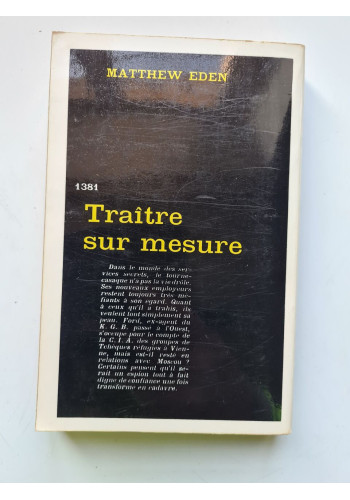 MATTHEW EDEN
1381
Traître
sur mesure
Dans le monde des ser-
vices secrets, le tourne-
casaque n'a pas la vie drôle.
Ses nouveaux employeurs
restent toujours très mé-
fiants à son égard. Quant
à ceux qu'il a trahis, ils
veulent tout simplement sa
peau. Ford, ex-agent du
K.G.B. passé à l'Ouest,
s'occupe pour le compte de
la C.I.A. des groupes de
Tchèques réfugiés à Vien-
ne, mais est-il resté en
relations avec Moscou ?
Certains pensent qu'il se-
rait un espion tout à fait
digne de confiance une fois
transformé en cadavre.